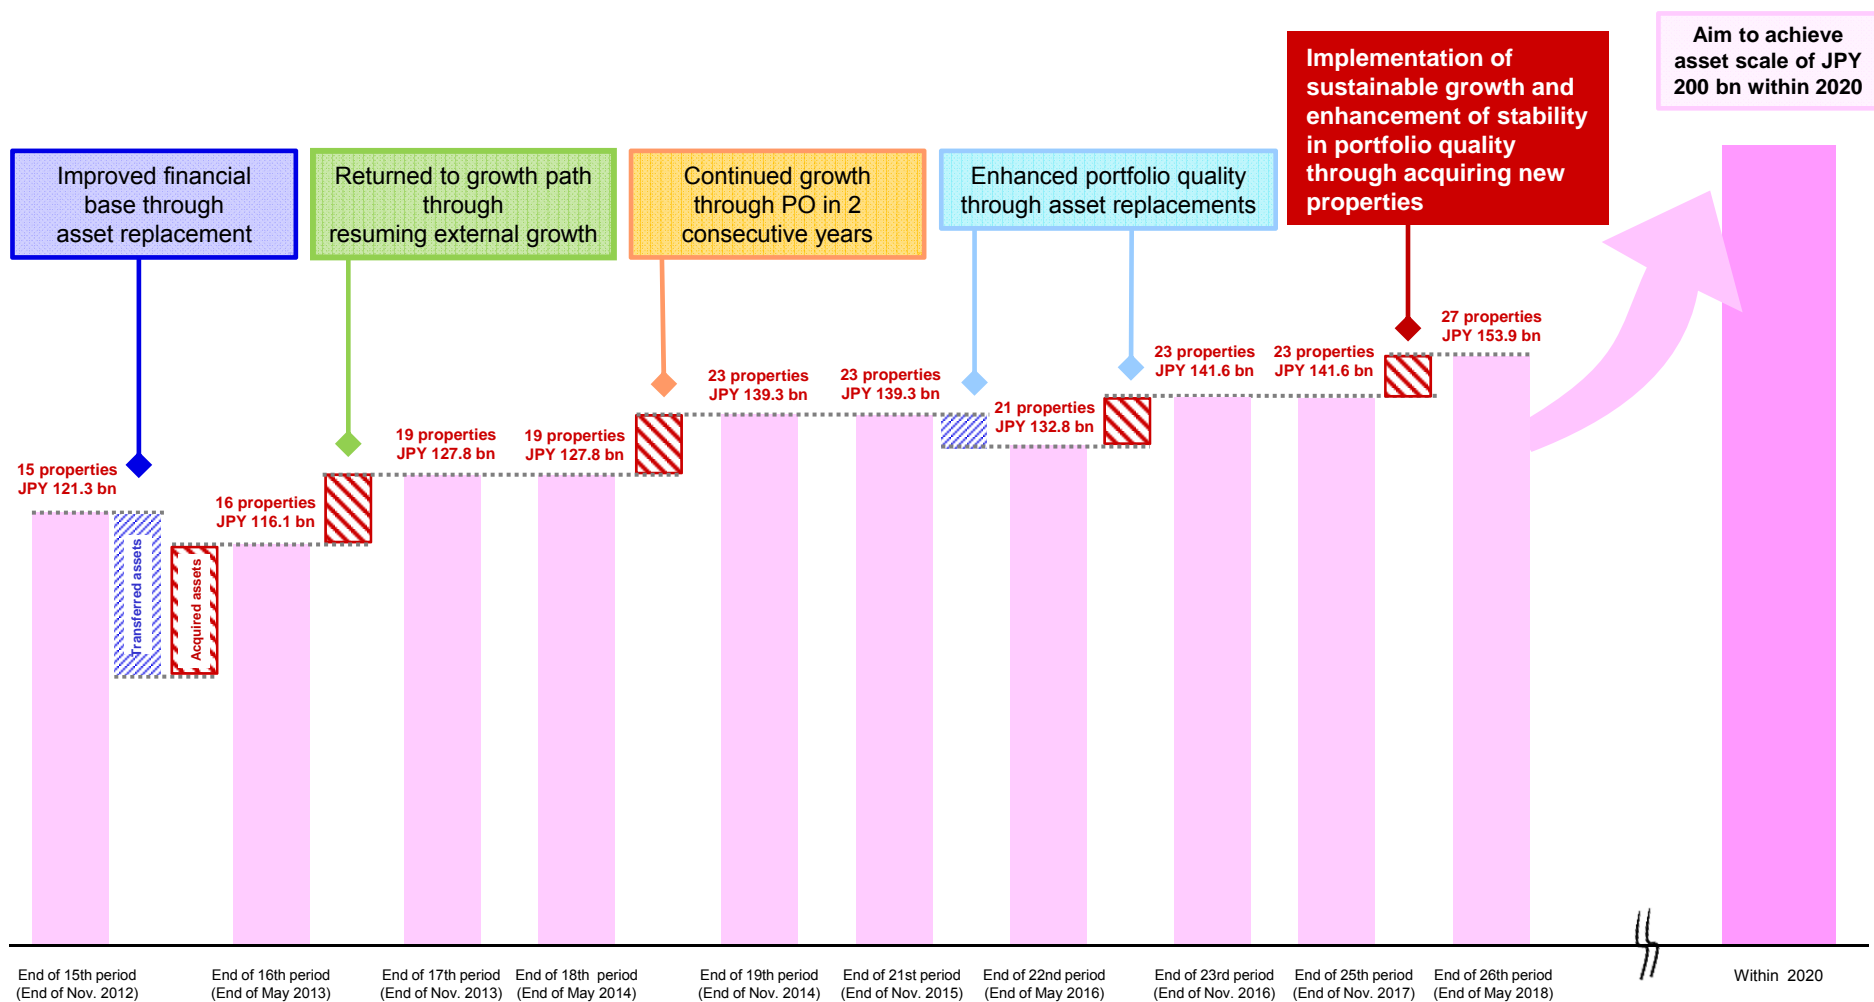 Aim to achieve
asset scale of JPY
200 bn within 2020
Implementation of
sustainable growth and
enhancement of stability
in portfolio quality
through acquiring new
properties
Improved financial
base through
asset replacement
Returned to growth path
through
resuming external growth
Continued growth
through PO in 2
consecutive years
Enhanced portfolio quality
through asset replacements
15 properties
JPY 121.3 bn
Transferred assets
Acquired assets
16 properties
JPY 116.1 bn
19 properties
JPY 127.8 bn
19 properties
JPY 127.8 bn
23 properties
JPY 139.3 bn
23 properties
JPY 139.3 bn
21 properties
JPY 132.8 bn
23 properties
JPY 141.6 bn
23 properties
JPY 141.6 bn
27 properties
JPY 153.9 bn
End of 15th period
(End of Nov. 2012)
End of 16th period
(End of May 2013)
End of 17th period
(End of Nov. 2013)
End of 18th period
(End of May 2014)
End of 19th period
(End of Nov. 2014)
End of 21st period
(End of Nov. 2015)
End of 22nd period
(End of May 2016)
End of 23rd period
(End of Nov. 2016)
End of 25th period
(End of Nov. 2017)
End of 26th period
(End of May 2018)
Within 2020